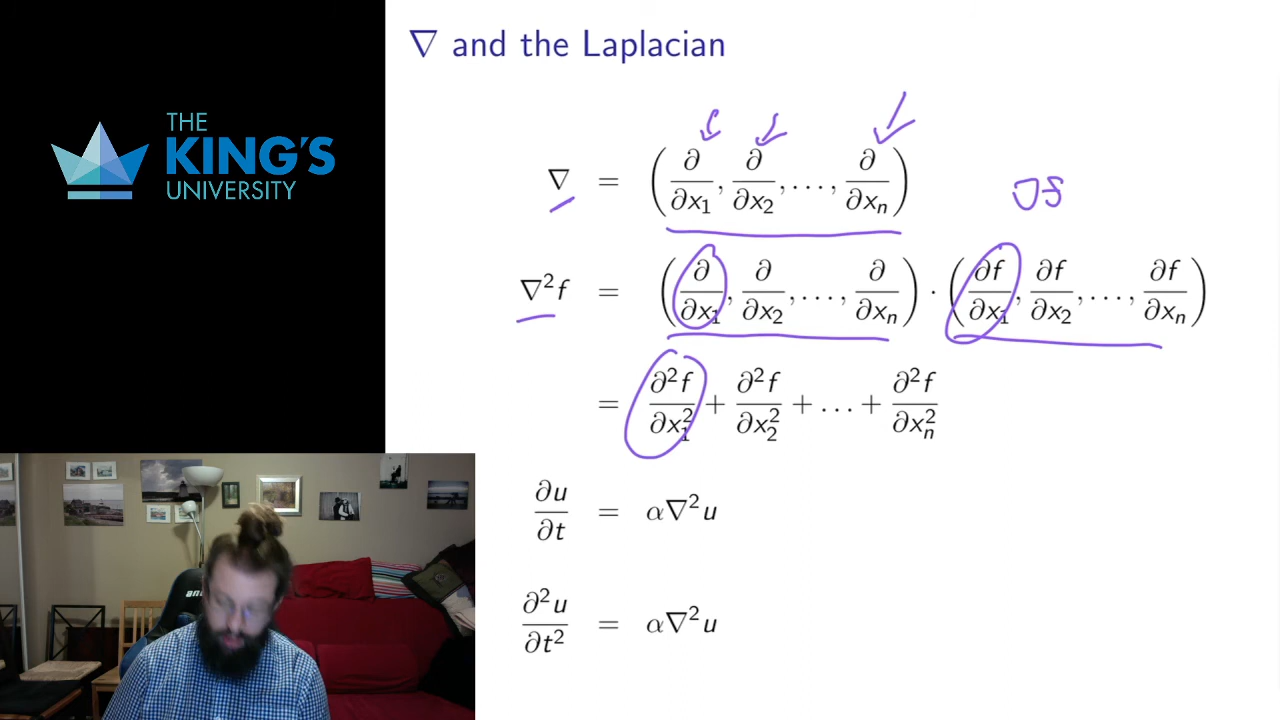 THE
KING'S
UNIVERSITY
∇ and the Laplacian
∇ = (∂/∂x₁, ∂/∂x₂, . . . , ∂/∂xₙ)
∇f
∇²f = (∂/∂x₁, ∂/∂x₂, . . . , ∂/∂xₙ) · (∂f/∂x₁, ∂f/∂x₂, . . . , ∂f/∂xₙ)
= ∂²f/∂x₁² + ∂²f/∂x₂² + . . . + ∂²f/∂xₙ²
∂u/∂t = α∇²u
∂²u/∂t² = α∇²u